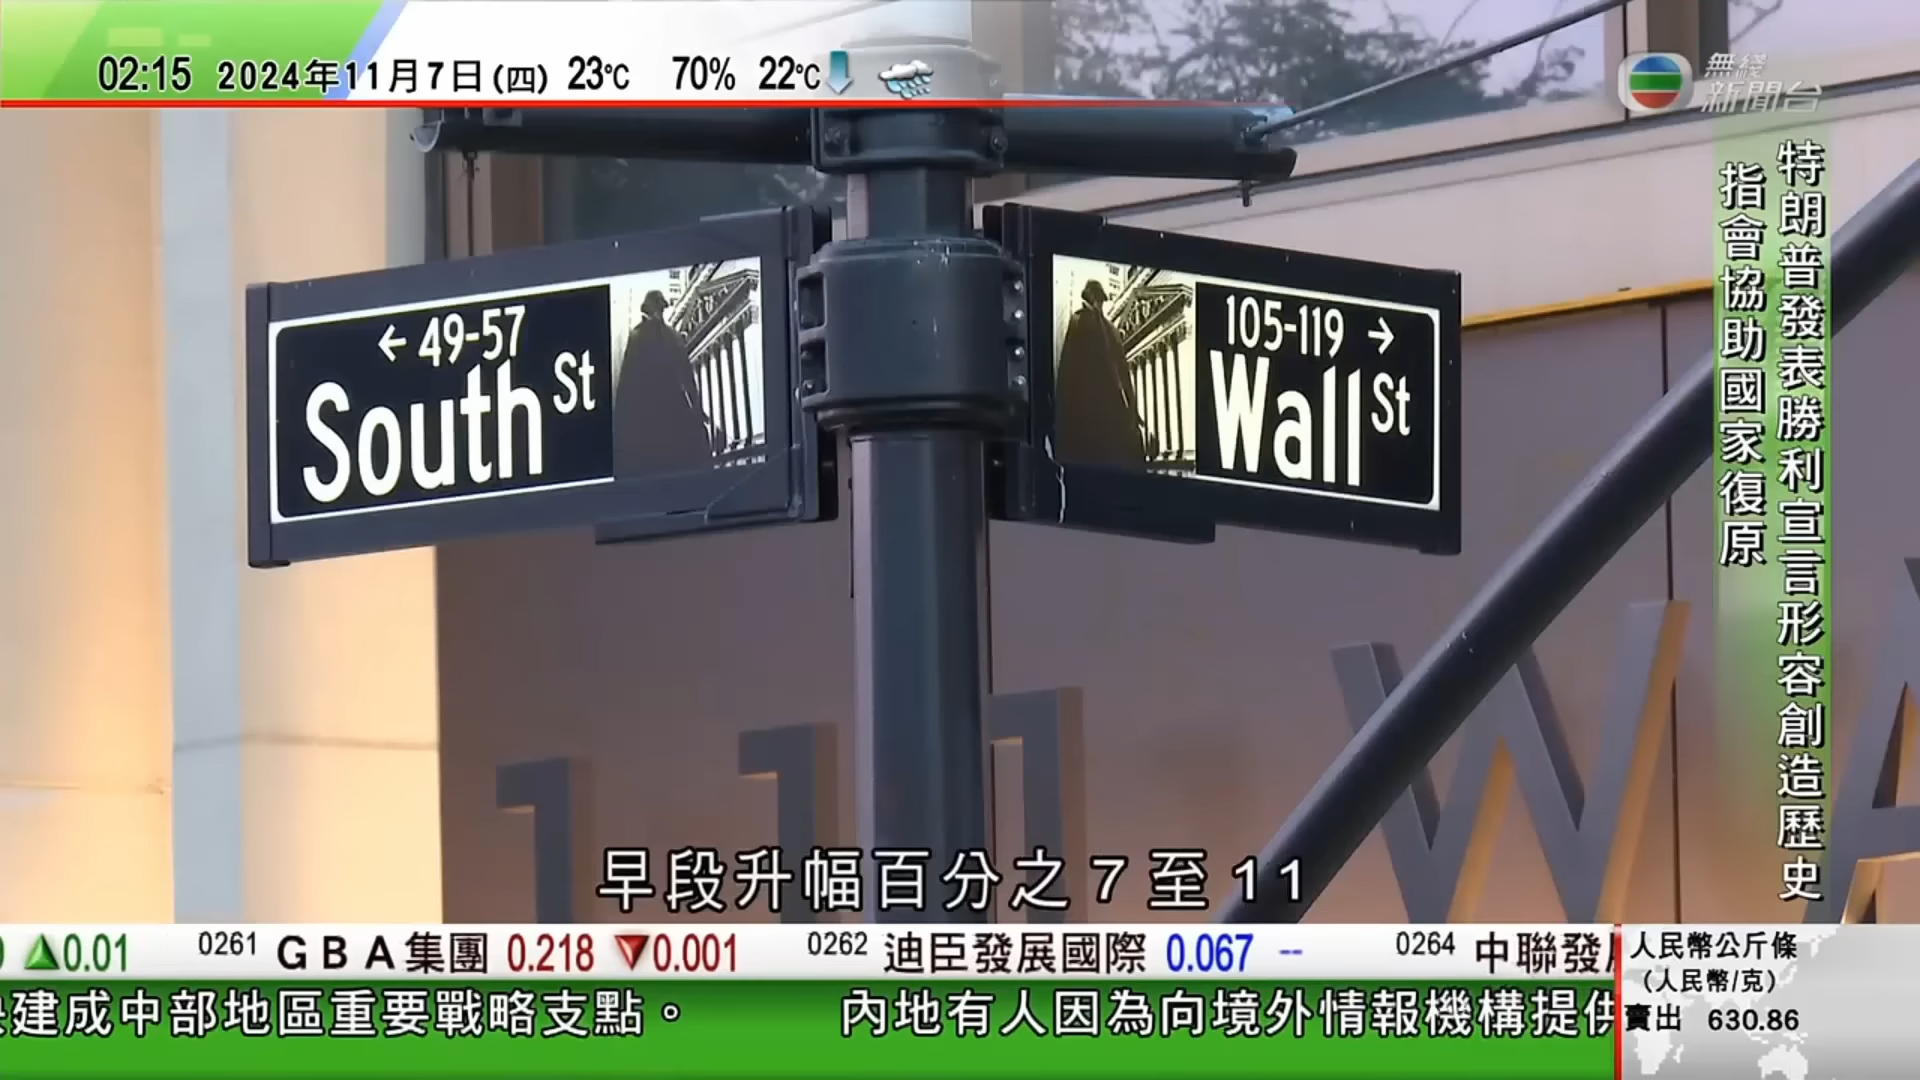 02:15 2024年11月7日(四) 23℃ 70% 22℃
無綫
新聞台
特朗普發表勝利宣言形容創造歷史
指會協助國家復原
← 49-57
South St
105-119 →
Wall St
111 WA
早段升幅百分之7至11
▲0.01 0261 GBA集團 0.218 ▼0.001 0262 迪臣發展國際 0.067 -- 0264 中聯發
建成中部地區重要戰略支點。 內地有人因為向境外情報機構提供
人民幣公斤條
(人民幣/克)
賣出 630.86